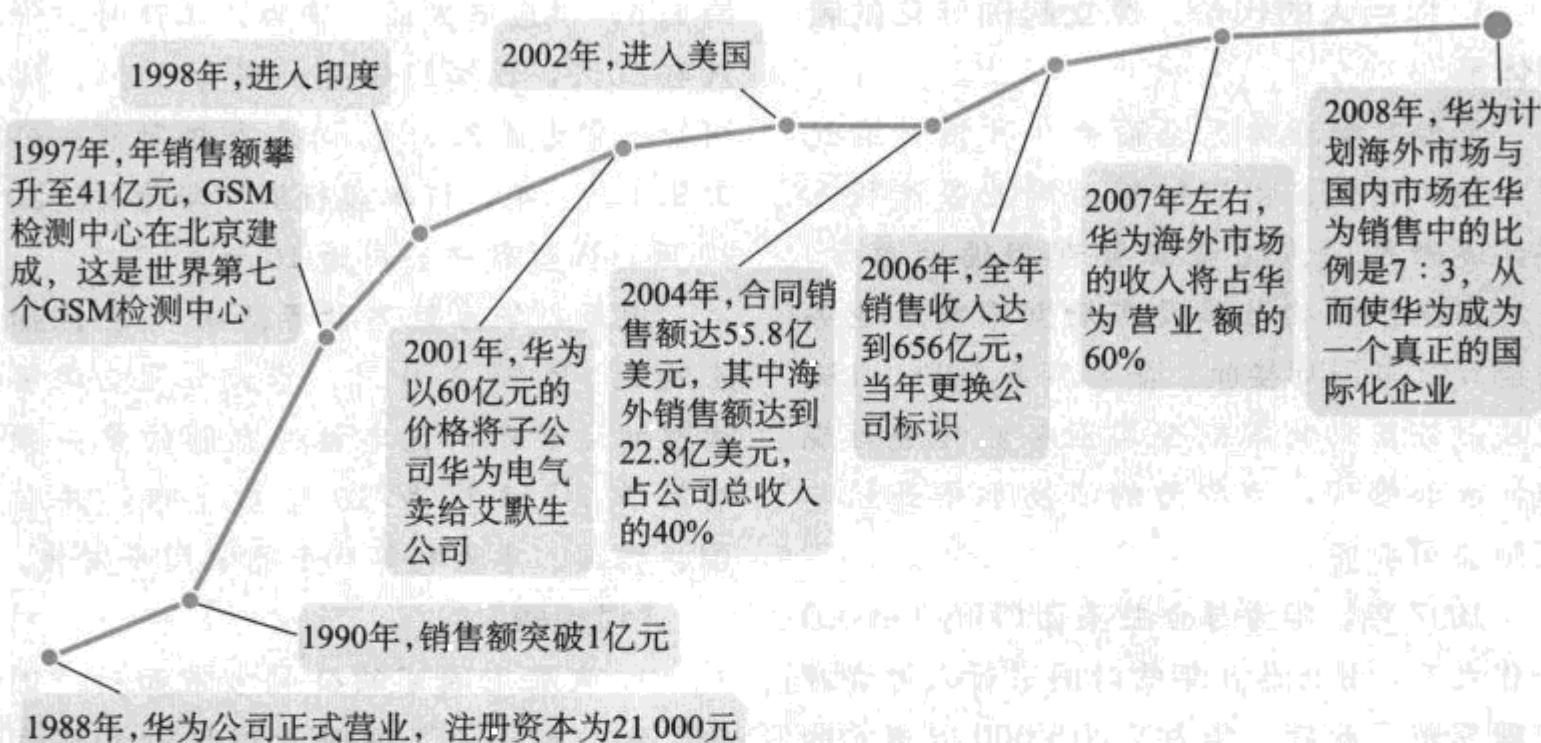 1988年,华为公司正式营业，注册资本为21 000元
1990年,销售额突破1亿元
1997年,年销售额攀
升至41亿元, GSM
检测中心在北京建
成，这是世界第七
个GSM检测中心
1998年,进入印度
2001年,华为
以60亿元的
价格将子公
司华为电气
卖给艾默生
公司
2002年,进入美国
2004年,合同销
售额达55.8亿
美元，其中海
外销售额达到
22.8亿美元，
占公司总收入
的40%
2006年,全年
销售收入达
到656亿元，
当年更换公
司标识
2007年左右，
华为海外市场
的收入将占华
为营业额的
60%
2008年,华为计
划海外市场与
国内市场在华
为销售中的比
例是7：3，从
而使华为成为
一个真正的国
际化企业